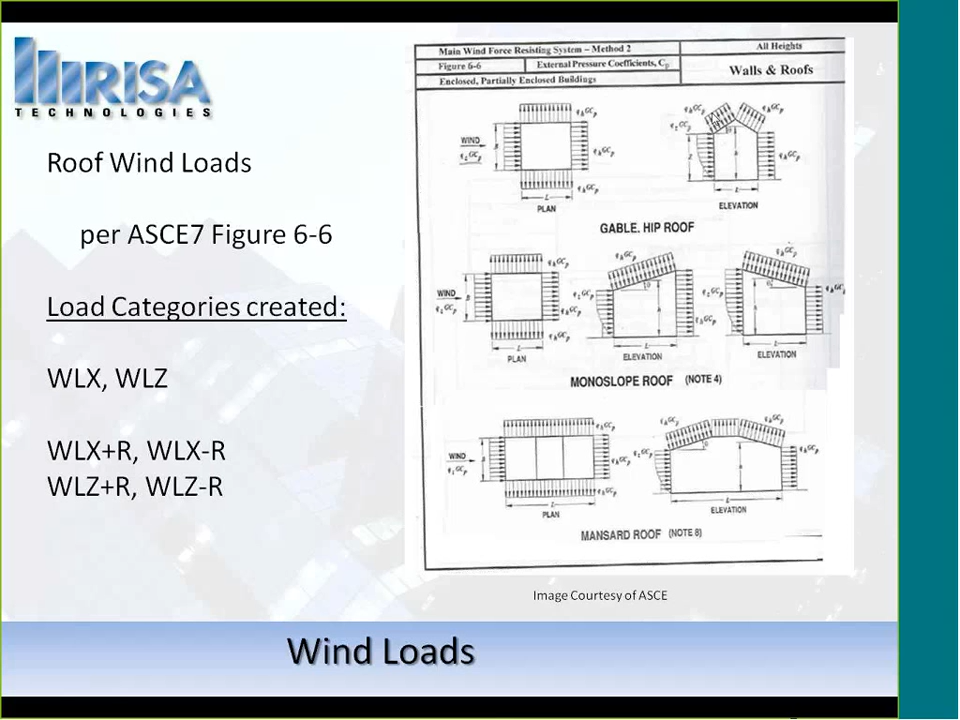 RISA
TECHNOLOGIES
Roof Wind Loads
per ASCE7 Figure 6-6
Load Categories created:
WLX, WLZ
WLX+R, WLX-R
WLZ+R, WLZ-R
Main Wind Force Resisting System – Method 2
All Heights
Figure 6-6
External Pressure Coefficients, Cp
Walls & Roofs
Enclosed, Partially Enclosed Buildings
WIND
PLAN
ELEVATION
GABLE, HIP ROOF
WIND
PLAN
ELEVATION
ELEVATION
MONOSLOPE ROOF (NOTE 4)
WIND
PLAN
ELEVATION
MANSARD ROOF (NOTE 8)
Image Courtesy of ASCE
Wind Loads